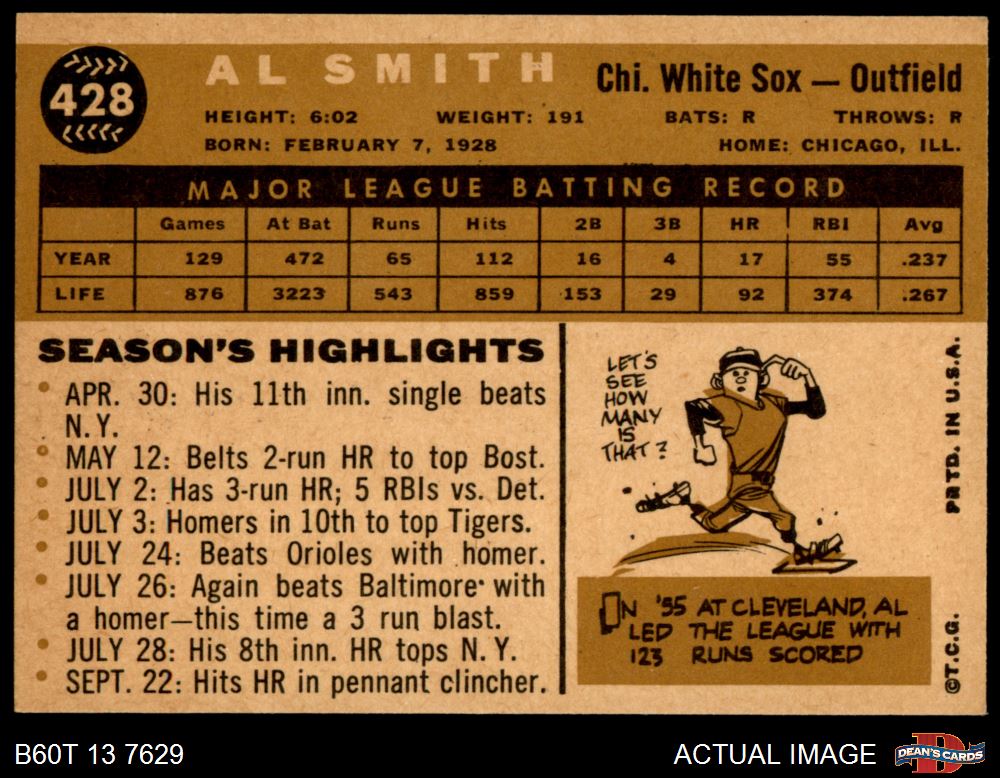 428
AL SMITH
Chi. White Sox — Outfield
HEIGHT: 6:02 WEIGHT: 191 BATS: R THROWS: R
BORN: FEBRUARY 7, 1928 HOME: CHICAGO, ILL.
MAJOR LEAGUE BATTING RECORD
Games At Bat Runs Hits 2B 3B HR RBI Avg
YEAR 129 472 65 112 16 4 17 55 .237
LIFE 876 3223 543 859 153 29 92 374 .267
SEASON'S HIGHLIGHTS
• APR. 30: His 11th inn. single beats
N.Y.
• MAY 12: Belts 2-run HR to top Bost.
• JULY 2: Has 3-run HR; 5 RBIs vs. Det.
• JULY 3: Homers in 10th to top Tigers.
• JULY 24: Beats Orioles with homer.
• JULY 26: Again beats Baltimore with
a homer—this time a 3 run blast.
• JULY 28: His 8th inn. HR tops N.Y.
• SEPT. 22: Hits HR in pennant clincher.
LET'S
SEE
HOW
MANY
IS
THAT?
IN '55 AT CLEVELAND, AL
LED THE LEAGUE WITH
123 RUNS SCORED
PRTD. IN U.S.A.
©T.C.G.
B60T 13 7629
ACTUAL IMAGE
DEAN'S CARDS